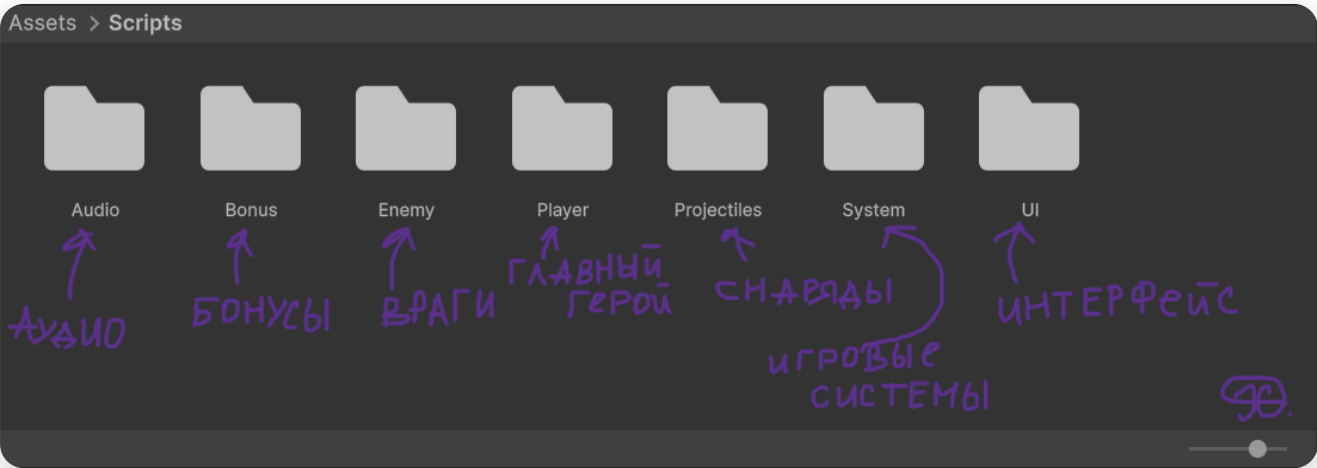 Assets > Scripts
Audio
Bonus
Enemy
Player
Projectiles
System
UI
АУДИО
БОНУСЫ
ВРАГИ
ГЛАВНЫЙ
ГЕРОЙ
СНАРЯДЫ
ИГРОВЫЕ
СИСТЕМЫ
ИНТЕРФЕЙС